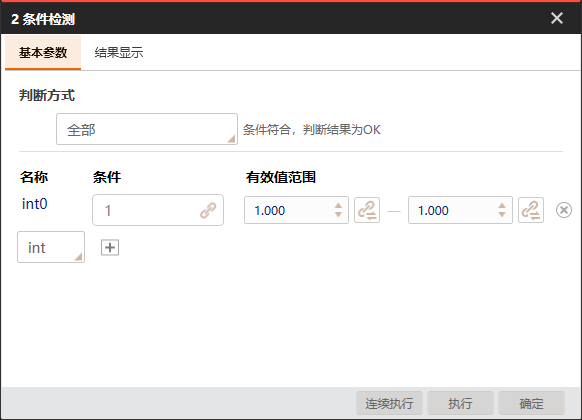 2 条件检测
基本参数 结果显示
判断方式
全部 条件符合，判断结果为OK
名称 条件 有效值范围
int0 1 1.000 — 1.000
int
连续执行 执行 确定